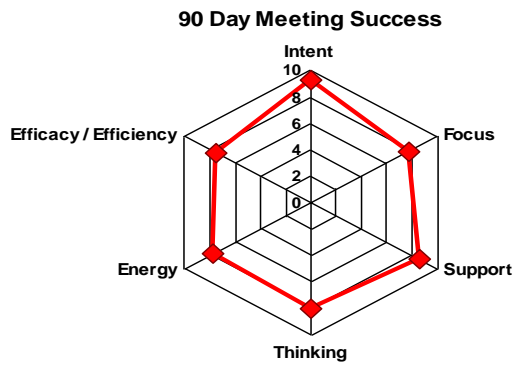 90 Day Meeting Success
Intent
10
8
6
4
2
0
Efficacy / Efficiency
Focus
Energy
Support
Thinking